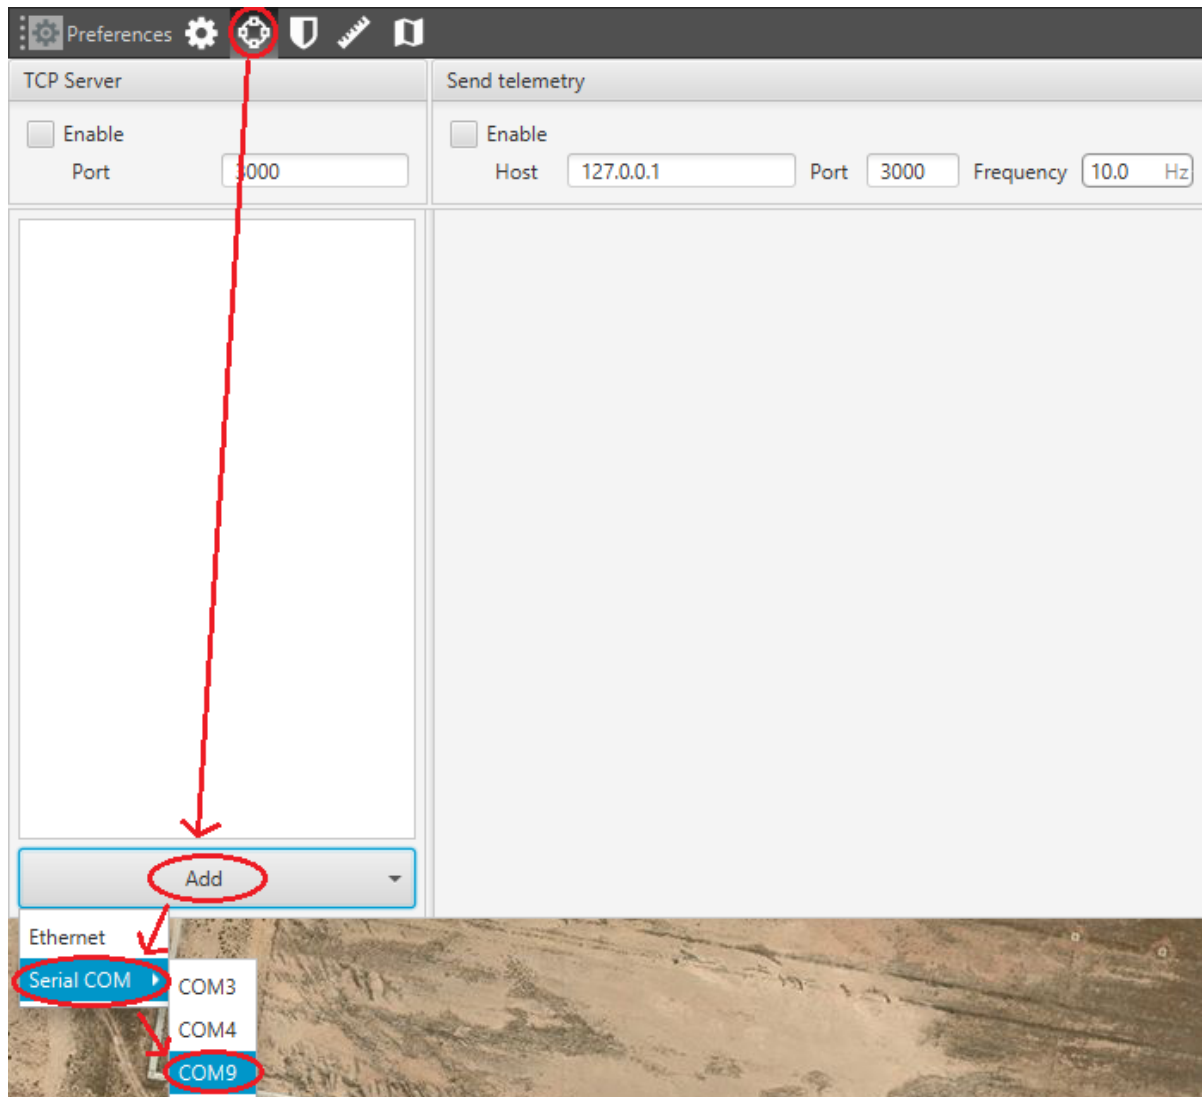 Preferences
TCP Server
Send telemetry
Enable
Enable
Port 3000
Host 127.0.0.1 Port 3000 Frequency 10.0 Hz
Add
Ethernet
Serial COM
COM3
COM4
COM9